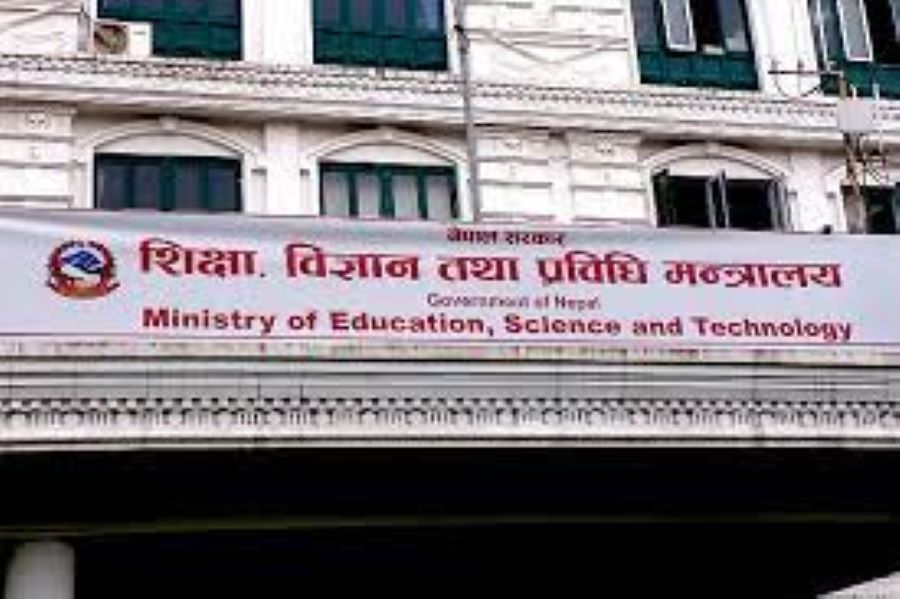 नेपाल सरकार
शिक्षा, विज्ञान तथा प्रविधि मन्त्रालय
Government of Nepal
Ministry of Education, Science and Technology